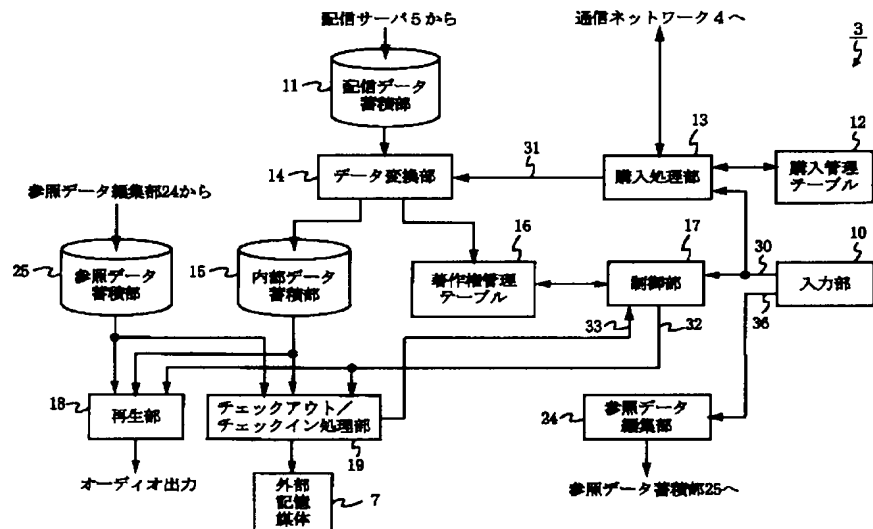 配信サーバ5から
通信ネットワーク4へ
3
11
配信データ
蓄積部
13
12
31
14
データ変換部
購入処理部
購入管理
テーブル
参照データ編集部24から
16
17
10
25
参照データ
蓄積部
15
内部データ
蓄積部
著作権管理
テーブル
制御部
30
入力部
36
33
32
18
再生部
チェックアウト/
チェックイン処理部
24
参照データ
編集部
19
オーディオ出力
外部
記憶
媒体
7
参照データ蓄積部25へ